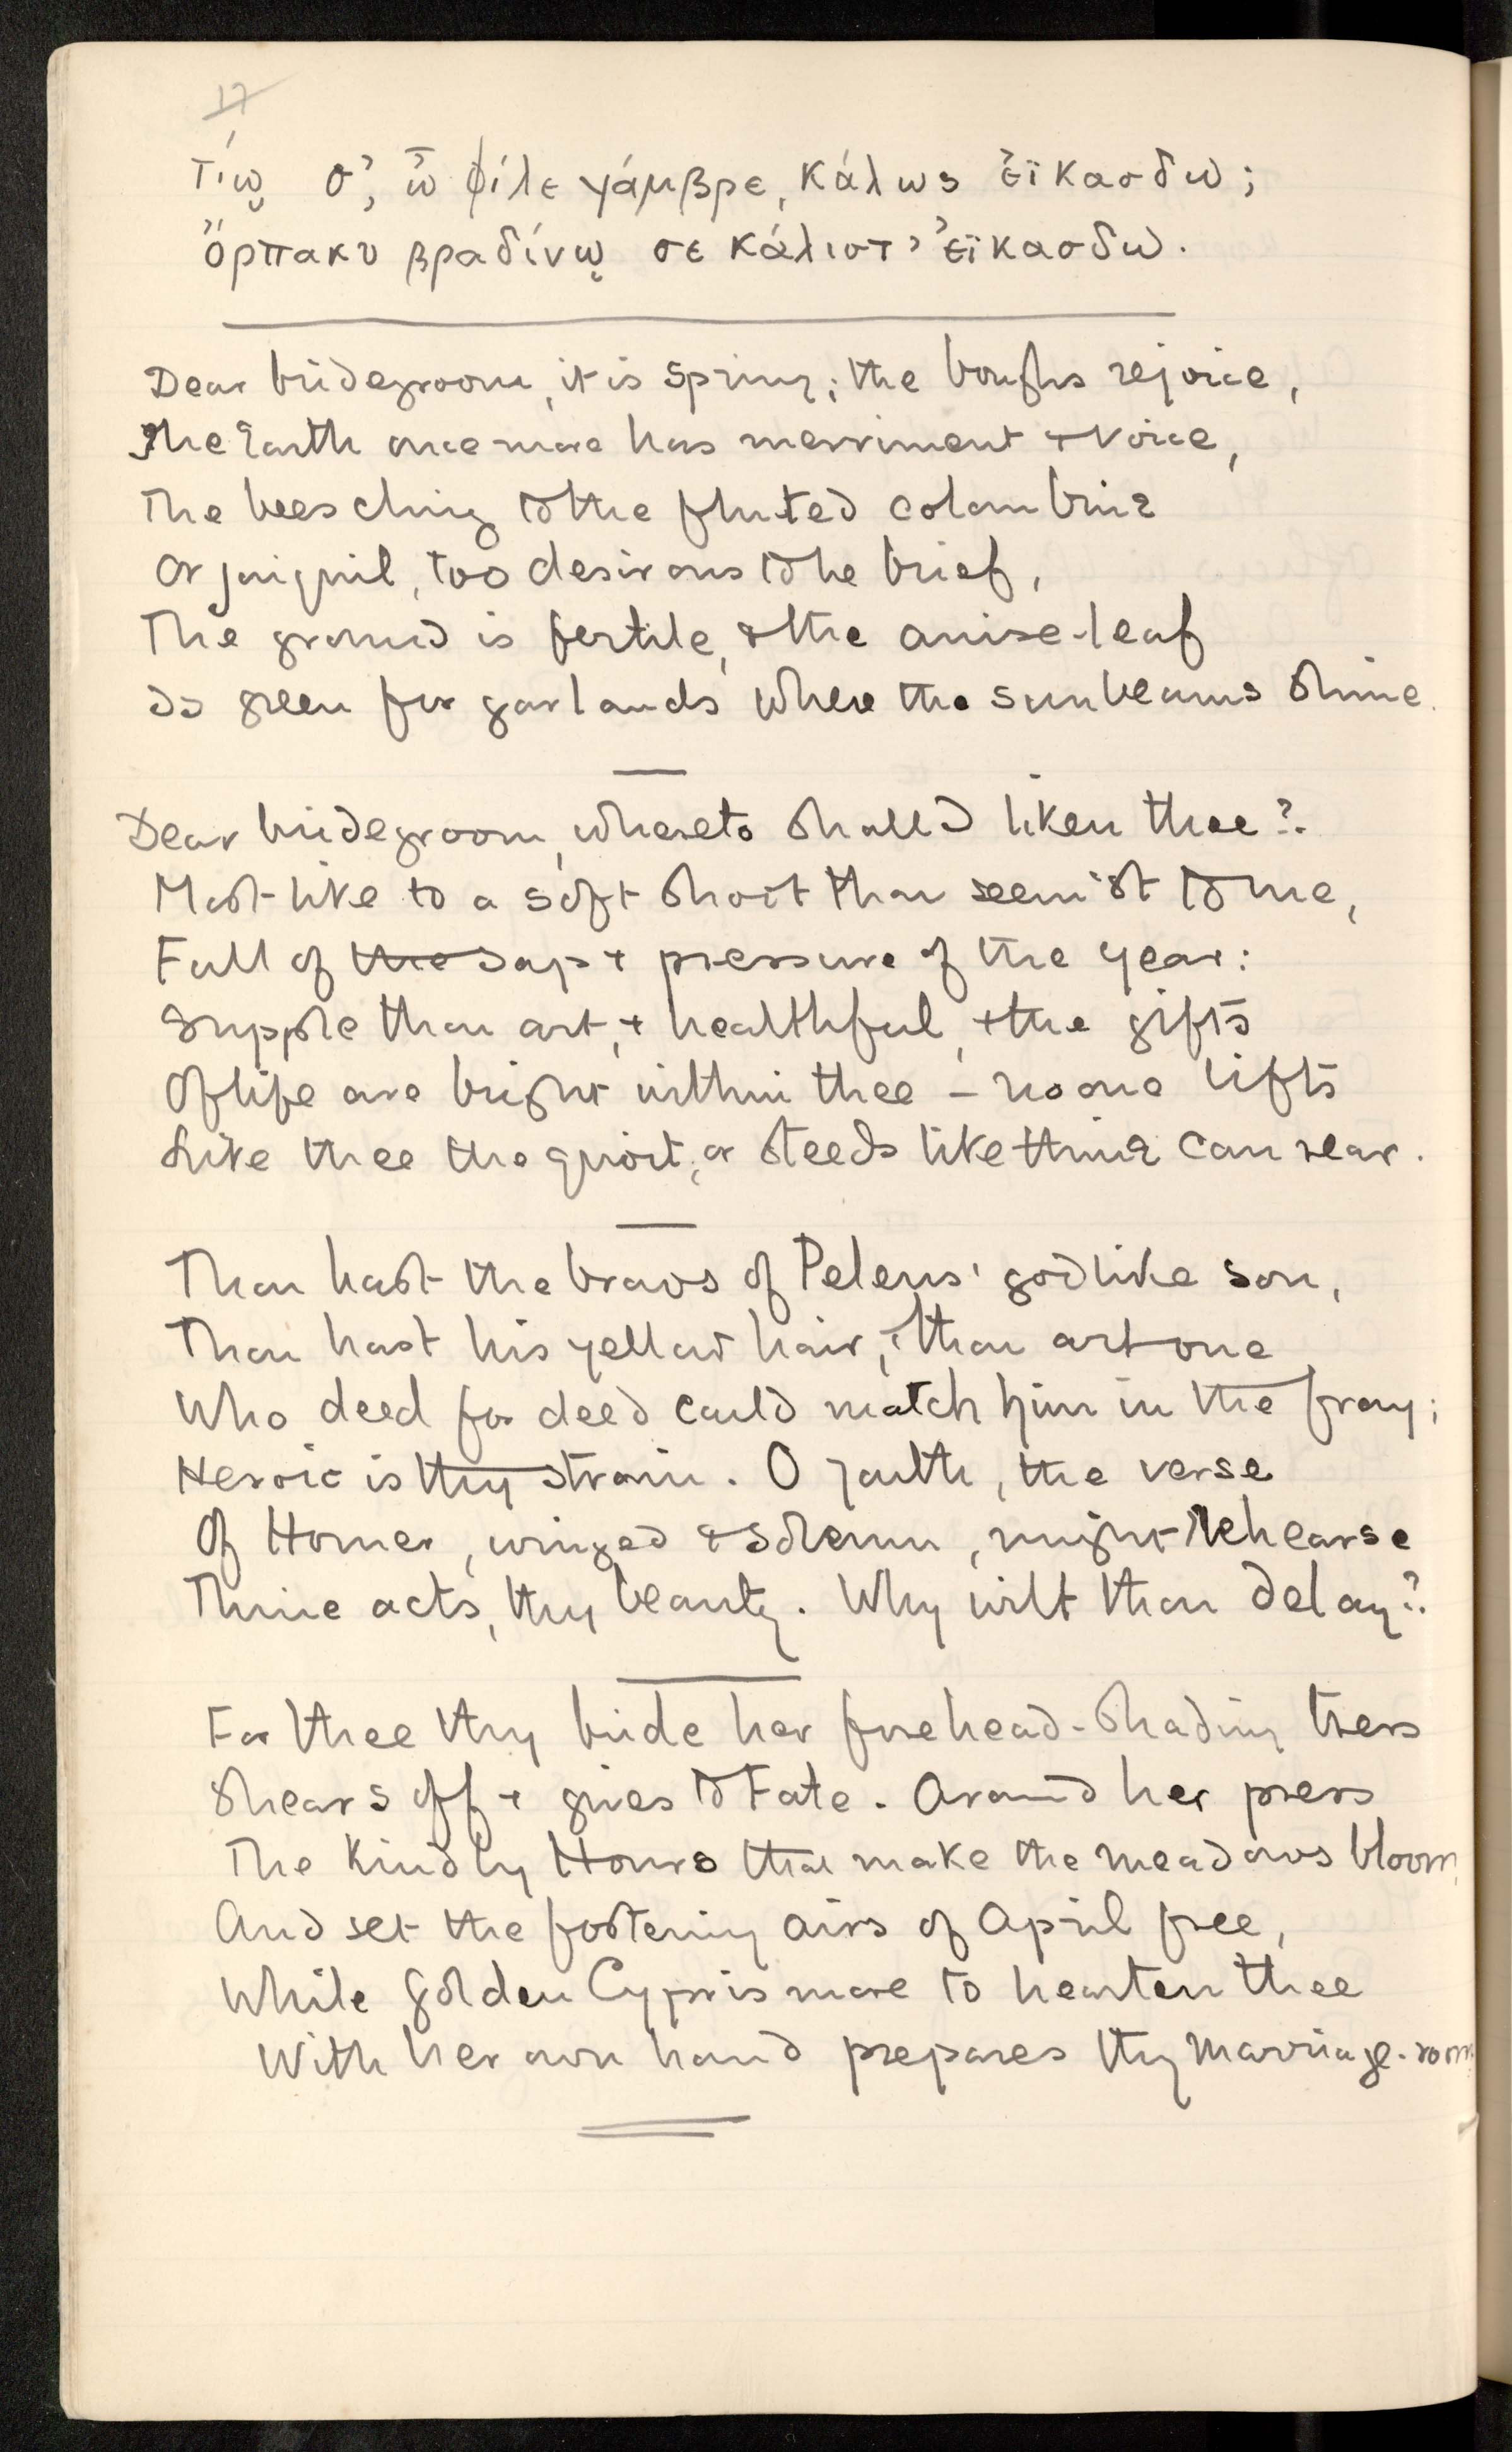 17
Τίῳ σ', ὦ φίλε γάμβρε, κάλως ἐϊκασδω;
ὄρπακυ βραδίνῳ σε κάλιστ' ἐϊκασδω.
Dear bridegroom, it is Spring; the boughs rejoice,
The Earth once more has merriment & voice,
The bees cling to the fluted columbine
Or jonquil, too desirous to be brief,
The ground is fertile, & the anise-leaf
Is green for garlands where the sunbeams shine.
Dear bridegroom, whereto shall I liken thee?
Most like to a soft shoot thou seem'st to me,
Full of the sap & pressure of the year:
Supple thou art, & healthful, & the gifts
Of life are bright within thee – no one lifts
Like thee the quoit, or steeds like thine can rear.
Thou hast the brows of Peleus' godlike son,
Thou hast his yellow hair, thou art one
Who deed for deed could match him in the fray;
Heroic is thy strain. O youth, the verse
Of Homer, winged & solemn, might rehearse
Thine acts, thy beauty. Why wilt thou delay?
For thee thy bride her forehead-shading tress
Shears off & gives to Fate. Around her press
The kindly Hours that make the meadows bloom,
And set the fostering airs of April free,
While golden Cypris more to hearten thee
With her own hand prepares thy marriage-room.